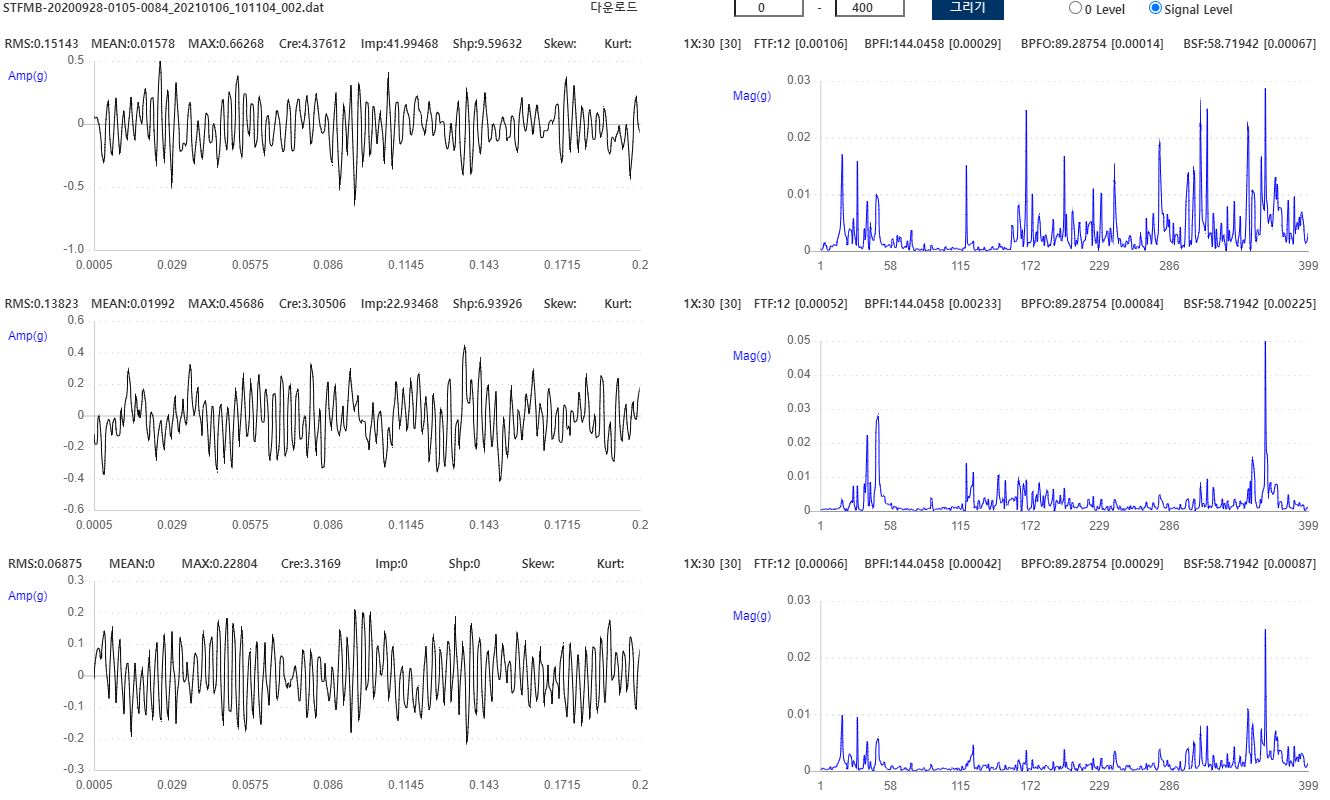 STFMB-20200928-0105-0084_20210106_101104_002.dat 다운로드 0 - 400 그리기 0 Level Signal Level
RMS:0.15143 MEAN:0.01578 MAX:0.66268 Cre:4.37612 Imp:41.99468 Shp:9.59632 Skew: Kurt: 1X:30 [30] FTF:12 [0.00106] BPFI:144.0458 [0.00029] BPFO:89.28754 [0.00014] BSF:58.71942 [0.00067]
Amp(g)
0.5
0
-0.5
-1.0
0.0005 0.029 0.0575 0.086 0.1145 0.143 0.1715 0.2
Mag(g)
0.03
0.02
0.01
0
1 58 115 172 229 286 399
RMS:0.13823 MEAN:0.01992 MAX:0.45686 Cre:3.30506 Imp:22.93468 Shp:6.93926 Skew: Kurt: 1X:30 [30] FTF:12 [0.00052] BPFI:144.0458 [0.00233] BPFO:89.28754 [0.00084] BSF:58.71942 [0.00225]
Amp(g)
0.6
0.4
0.2
0
-0.2
-0.4
-0.6
0.0005 0.029 0.0575 0.086 0.1145 0.143 0.1715 0.2
Mag(g)
0.05
0.04
0.03
0.02
0.01
0
1 58 115 172 229 286 399
RMS:0.06875 MEAN:0 MAX:0.22804 Cre:3.3169 Imp:0 Shp:0 Skew: Kurt: 1X:30 [30] FTF:12 [0.00066] BPFI:144.0458 [0.00042] BPFO:89.28754 [0.00029] BSF:58.71942 [0.00087]
Amp(g)
0.3
0.2
0.1
0
-0.1
-0.2
-0.3
0.0005 0.029 0.0575 0.086 0.1145 0.143 0.1715 0.2
Mag(g)
0.03
0.02
0.01
0
1 58 115 172 229 286 399